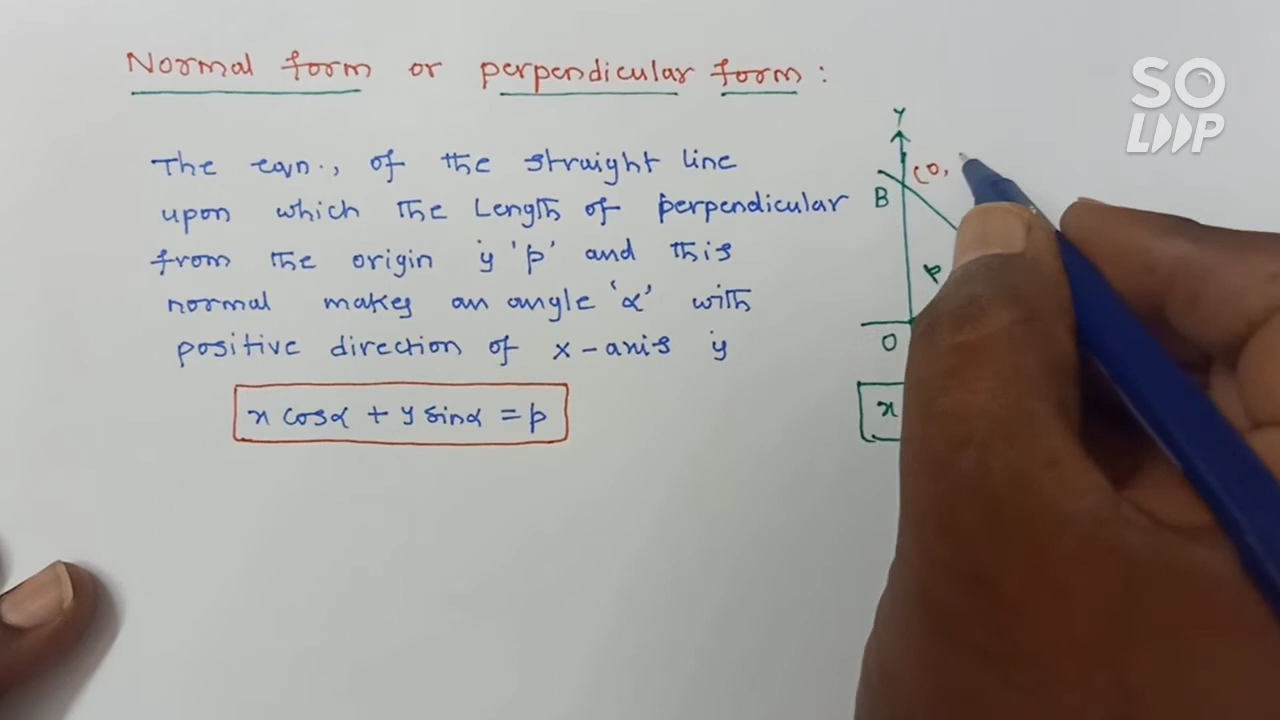 Normal form or perpendicular form :
The eqn., of the straight line
upon which the Length of perpendicular
from the origin is 'p' and this
normal makes an angle 'α' with
positive direction of x-axis is
x cosα + y sinα = p
Y
(0,
B
p
O
x
SO
LOOP